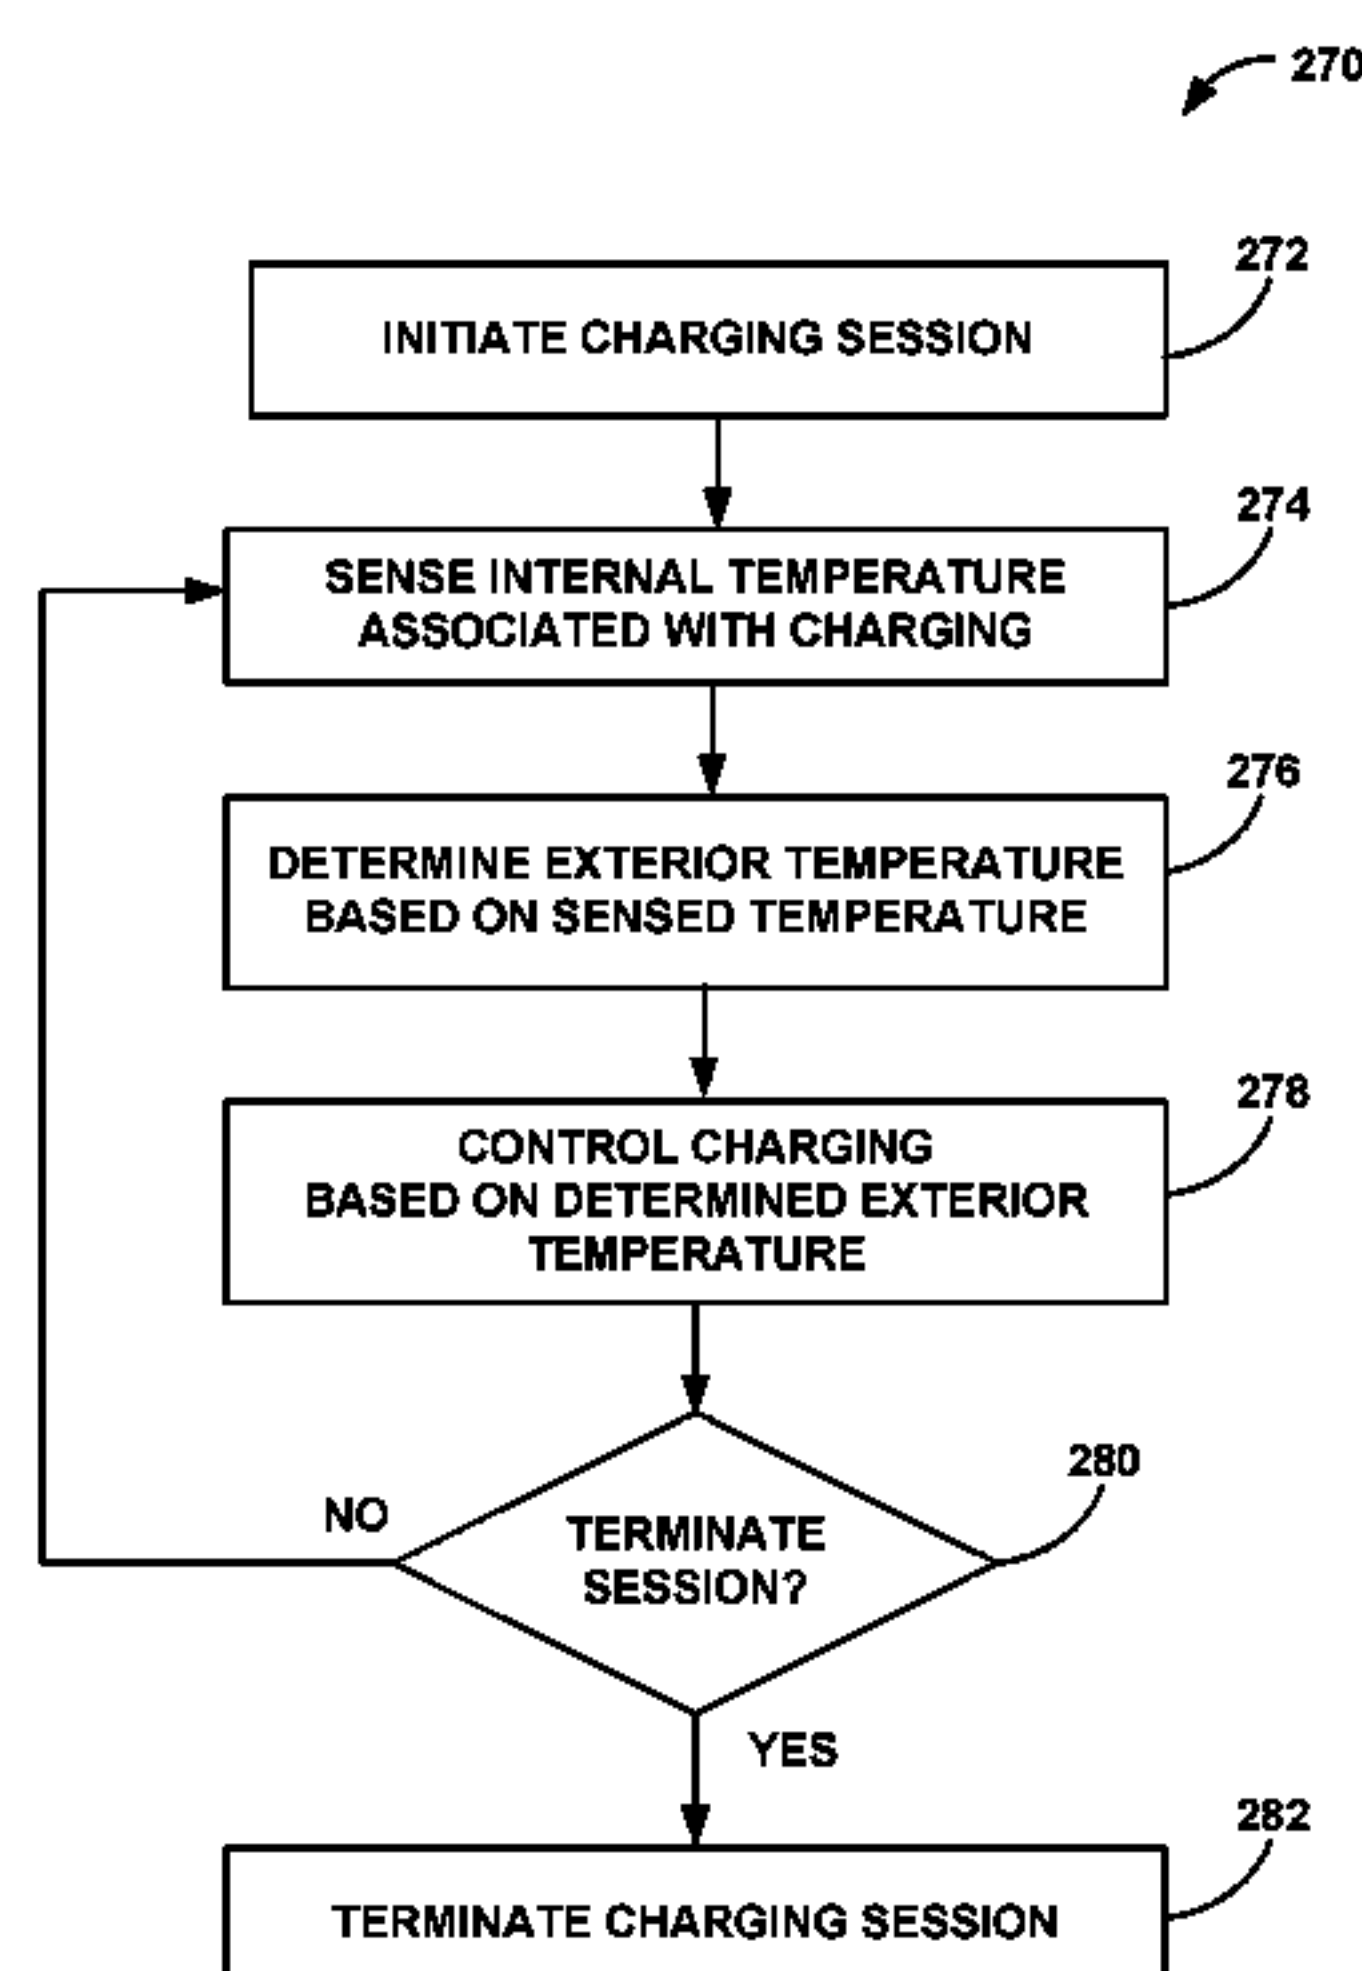 270
272
INITIATE CHARGING SESSION
274
SENSE INTERNAL TEMPERATURE
ASSOCIATED WITH CHARGING
276
DETERMINE EXTERIOR TEMPERATURE
BASED ON SENSED TEMPERATURE
278
CONTROL CHARGING
BASED ON DETERMINED EXTERIOR
TEMPERATURE
280
NO
TERMINATE
SESSION?
YES
282
TERMINATE CHARGING SESSION